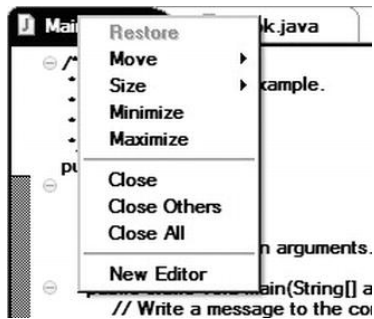 Mai
k.java
Restore
/*
Move
Size
xample.
Minimize
Maximize
pu
Close
Close Others
Close All
n arguments.
New Editor
main(String[] a
// Write a message to the co